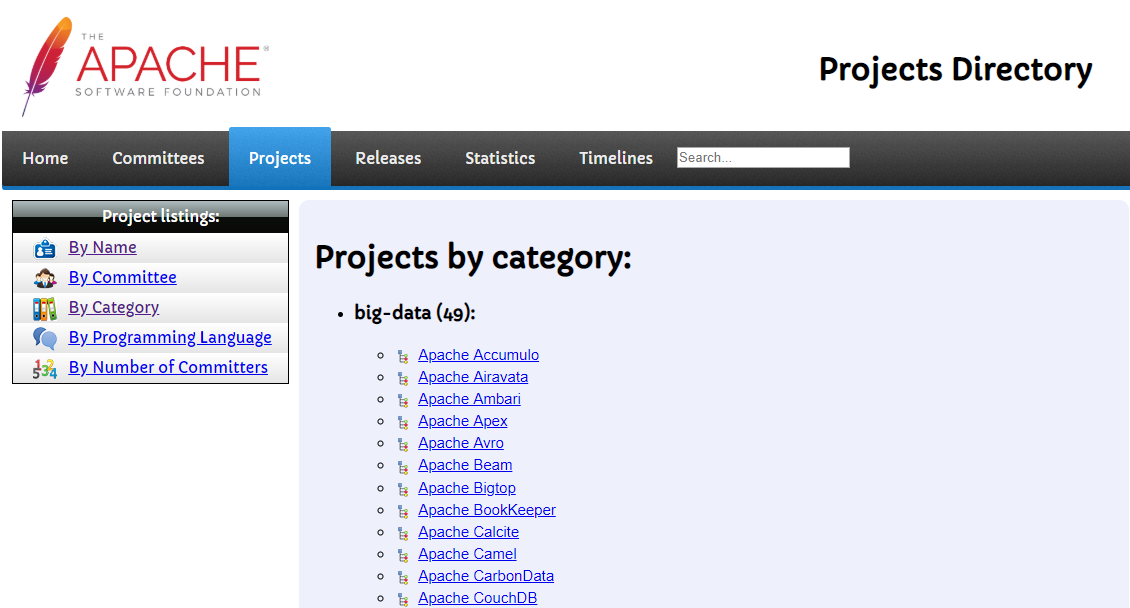 THE
APACHE®
SOFTWARE FOUNDATION
Projects Directory
Home Committees Projects Releases Statistics Timelines Search...
Project listings:
By Name
By Committee
By Category
By Programming Language
By Number of Committers
Projects by category:
big-data (49):
Apache Accumulo
Apache Airavata
Apache Ambari
Apache Apex
Apache Avro
Apache Beam
Apache Bigtop
Apache BookKeeper
Apache Calcite
Apache Camel
Apache CarbonData
Apache CouchDB